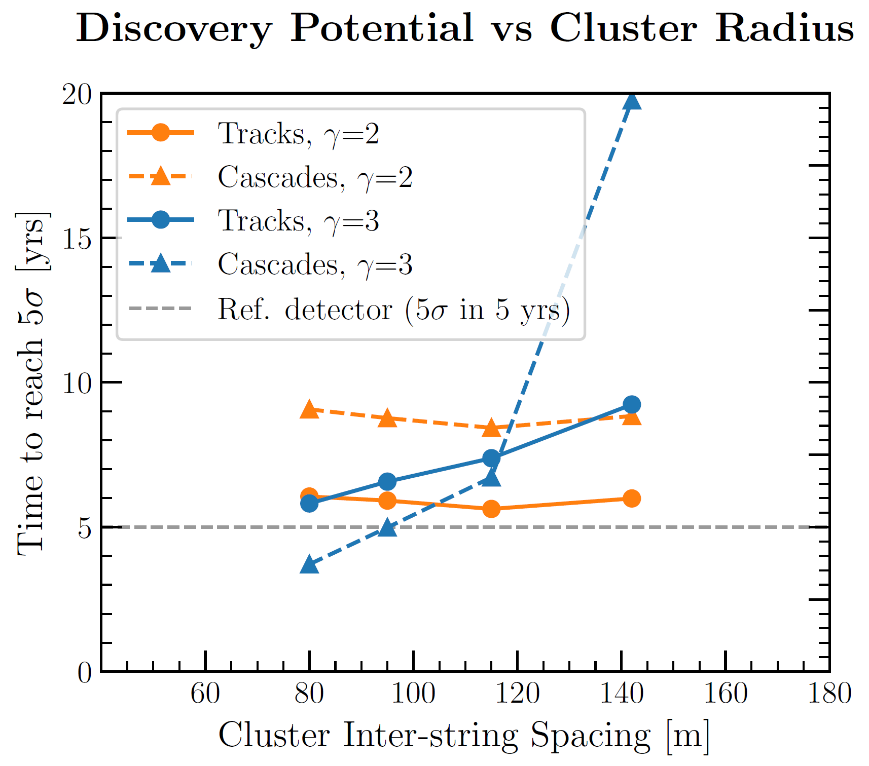 Discovery Potential vs Cluster Radius
20
15
10
5
0
Time to reach 5σ [yrs]
Tracks, γ=2
Cascades, γ=2
Tracks, γ=3
Cascades, γ=3
Ref. detector (5σ in 5 yrs)
60 80 100 120 140 160 180
Cluster Inter-string Spacing [m]